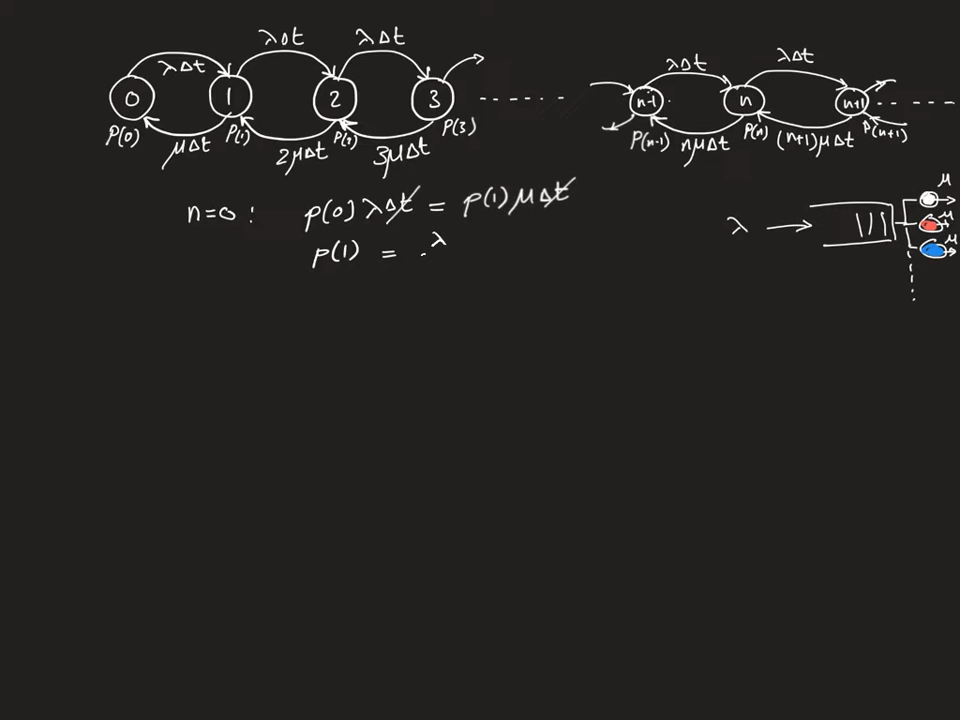 λΔt λΔt λΔt λΔt λΔt
0 1 2 3 n-1 n n+1
P(0) P(1) P(2) P(3) P(n-1) P(n) P(n+1)
μΔt 2μΔt 3μΔt nμΔt (n+1)μΔt
n=0 : p(0) λΔt = p(1) μΔt
p(1) = λ
λ μ
μ
μ